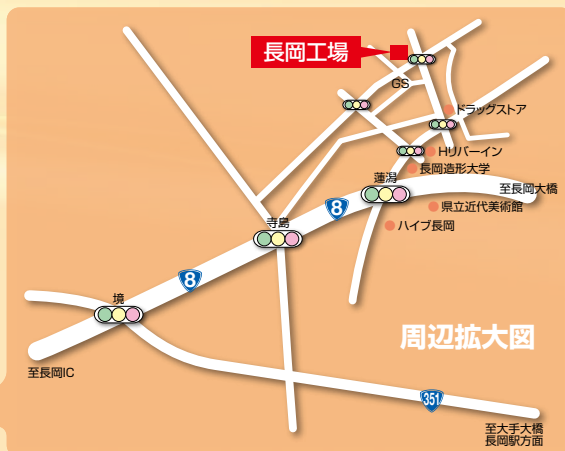 長岡工場
GS
ドラッグストア
Hリバーイン
長岡造形大学
蓮潟
至長岡大橋
県立近代美術館
8
寺島
ハイブ長岡
8
境
周辺拡大図
至長岡IC
351
至大手大橋
長岡駅方面